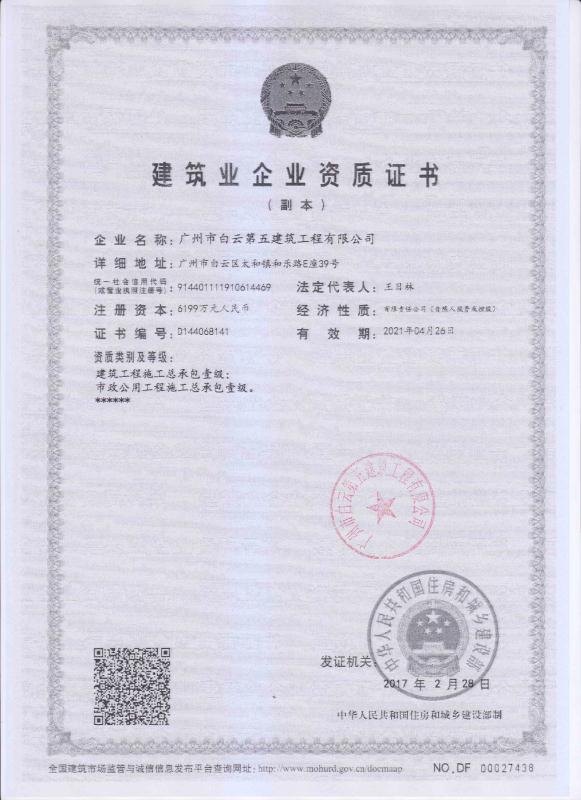 建筑业企业资质证书
（副本）
企业名称：广州市白云第五建筑工程有限公司
详细地址：广州市白云区太和镇和乐路E座39号
统一社会信用代码
(或营业执照注册号)：914401111910614469 法定代表人：王目林
注册资本：6199万元人民币 经济性质：有限责任公司（自然人投资或控股）
证书编号：D144068141 有效期：2021年04月26日
资质类别及等级：
建筑工程施工总承包壹级；
市政公用工程施工总承包壹级。
******
广州市白云第五建筑工程有限公司
中华人民共和国住房和城乡建设部
发证机关：
2017 年 2 月 28 日
中华人民共和国住房和城乡建设部制
全国建筑市场监管与诚信信息发布平台查询网址：http://www.mohurd.gov.cn/docmaap
NO.DF 00027438